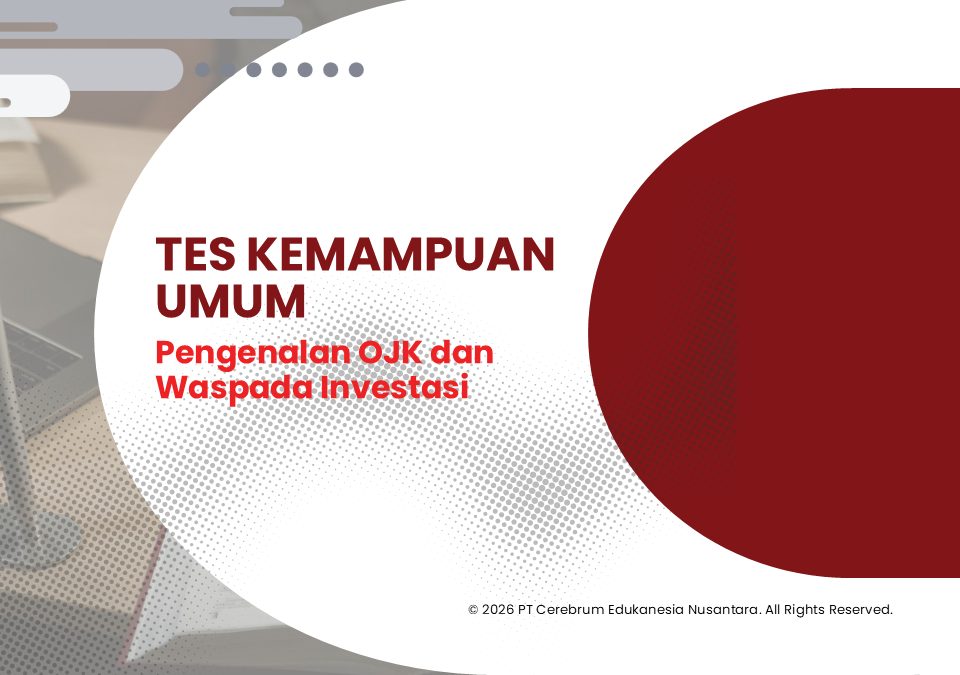 TES KEMAMPUAN
UMUM
Pengenalan OJK dan
Waspada Investasi
© 2026 PT Cerebrum Edukanesia Nusantara. All Rights Reserved.